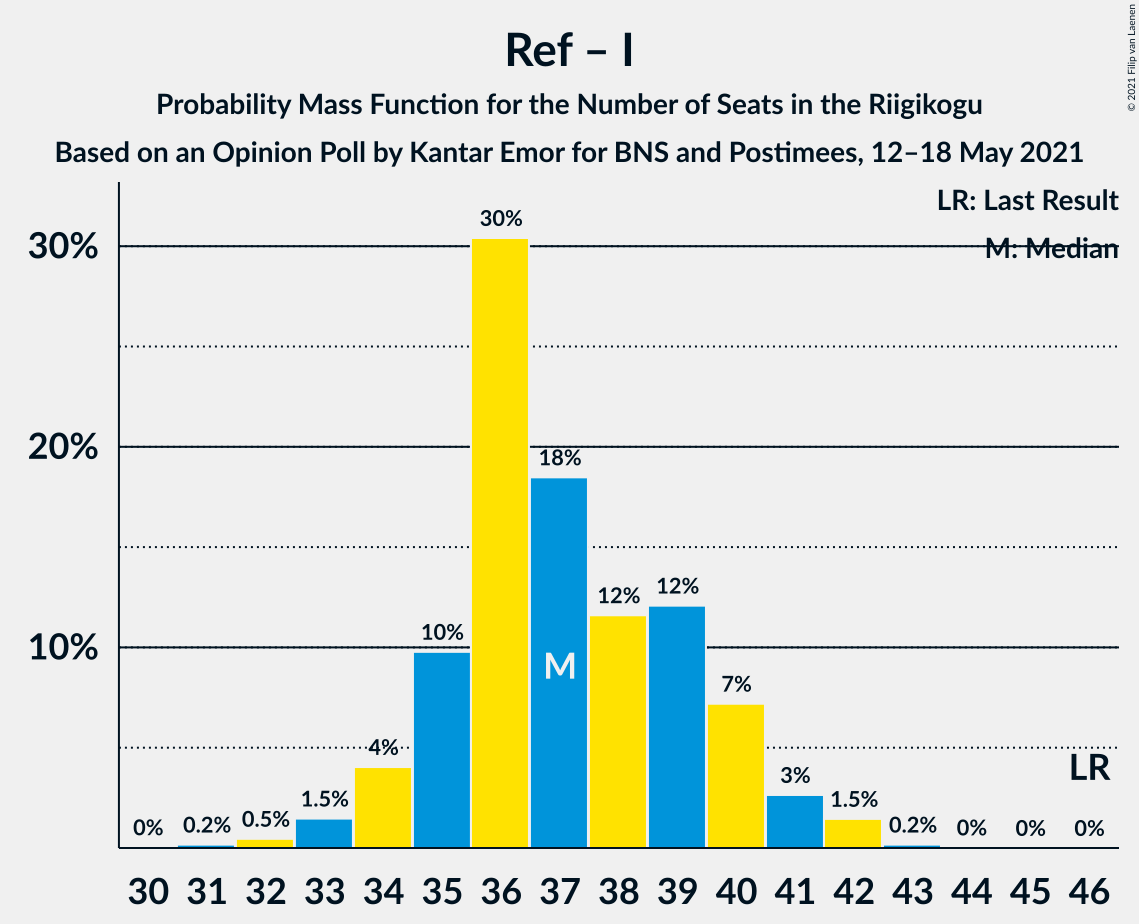 Ref – I
Probability Mass Function for the Number of Seats in the Riigikogu
Based on an Opinion Poll by Kantar Emor for BNS and Postimees, 12–18 May 2021
© 2021 Filip van Laenen
LR: Last Result
M: Median
30%
20%
10%
0%
0.2%
0.5%
1.5%
4%
10%
30%
18%
12%
12%
7%
3%
1.5%
0.2%
0%
0%
0%
M
LR
30 31 32 33 34 35 36 37 38 39 40 41 42 43 44 45 46